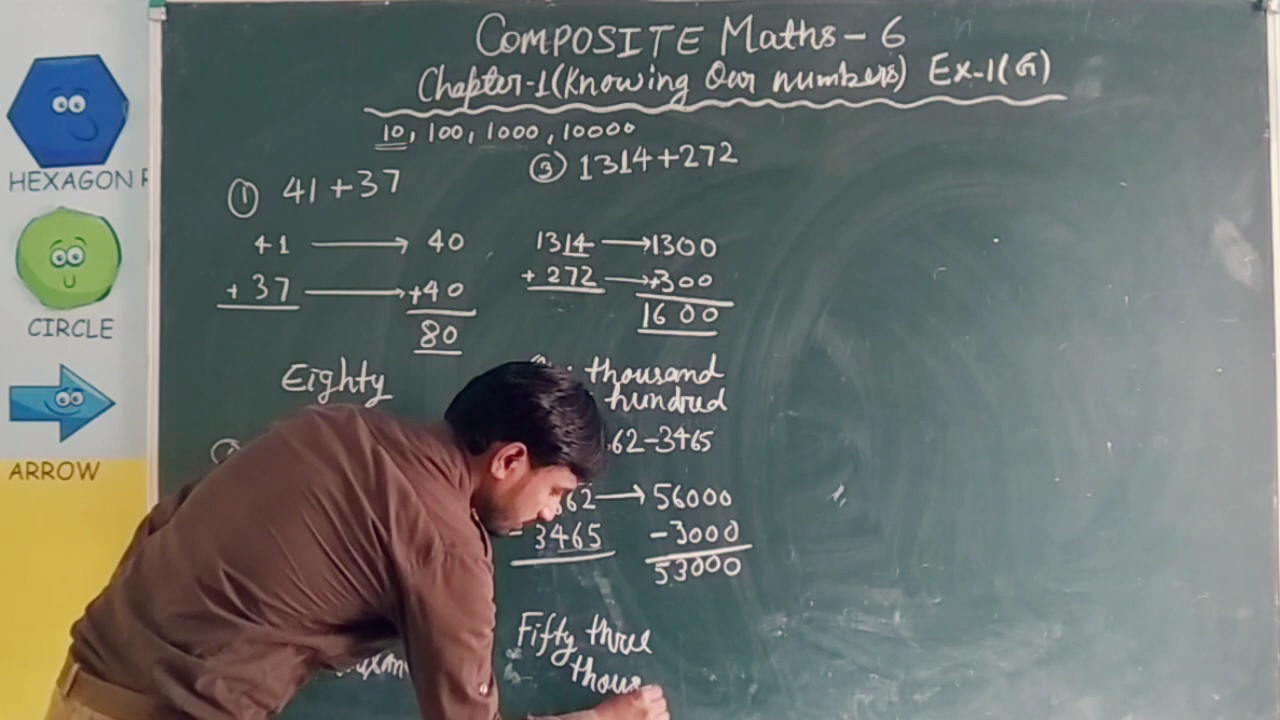 COMPOSITE Maths - 6
Chapter-1 (Knowing Our numbers) Ex-1(G)
10, 100, 1000, 10000
① 41 + 37
41 → 40
+ 37 → +40
80
Eighty
③ 1314 + 272
1314 → 1300
+ 272 → +300
1600
thousand
hundred
62 - 3465
662 → 56000
- 3465 - 3000
53000
Fifty three
thous
HEXAGON
CIRCLE
ARROW